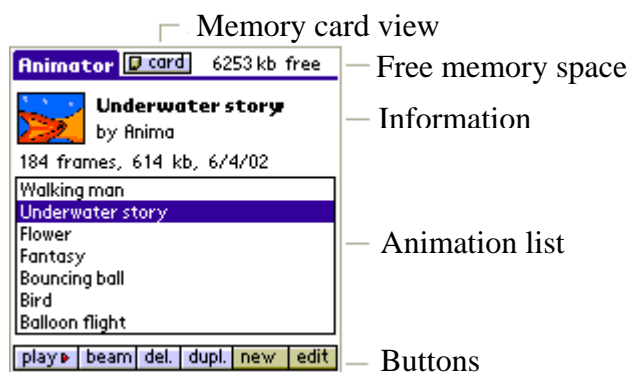 Memory card view
Animator card 6253 kb free
Free memory space
Underwater story
by Anima
Information
184 frames, 614 kb, 6/4/02
Walking man
Underwater story
Flower
Fantasy
Animation list
Bouncing ball
Bird
Balloon flight
play beam del. dupl. new edit
Buttons